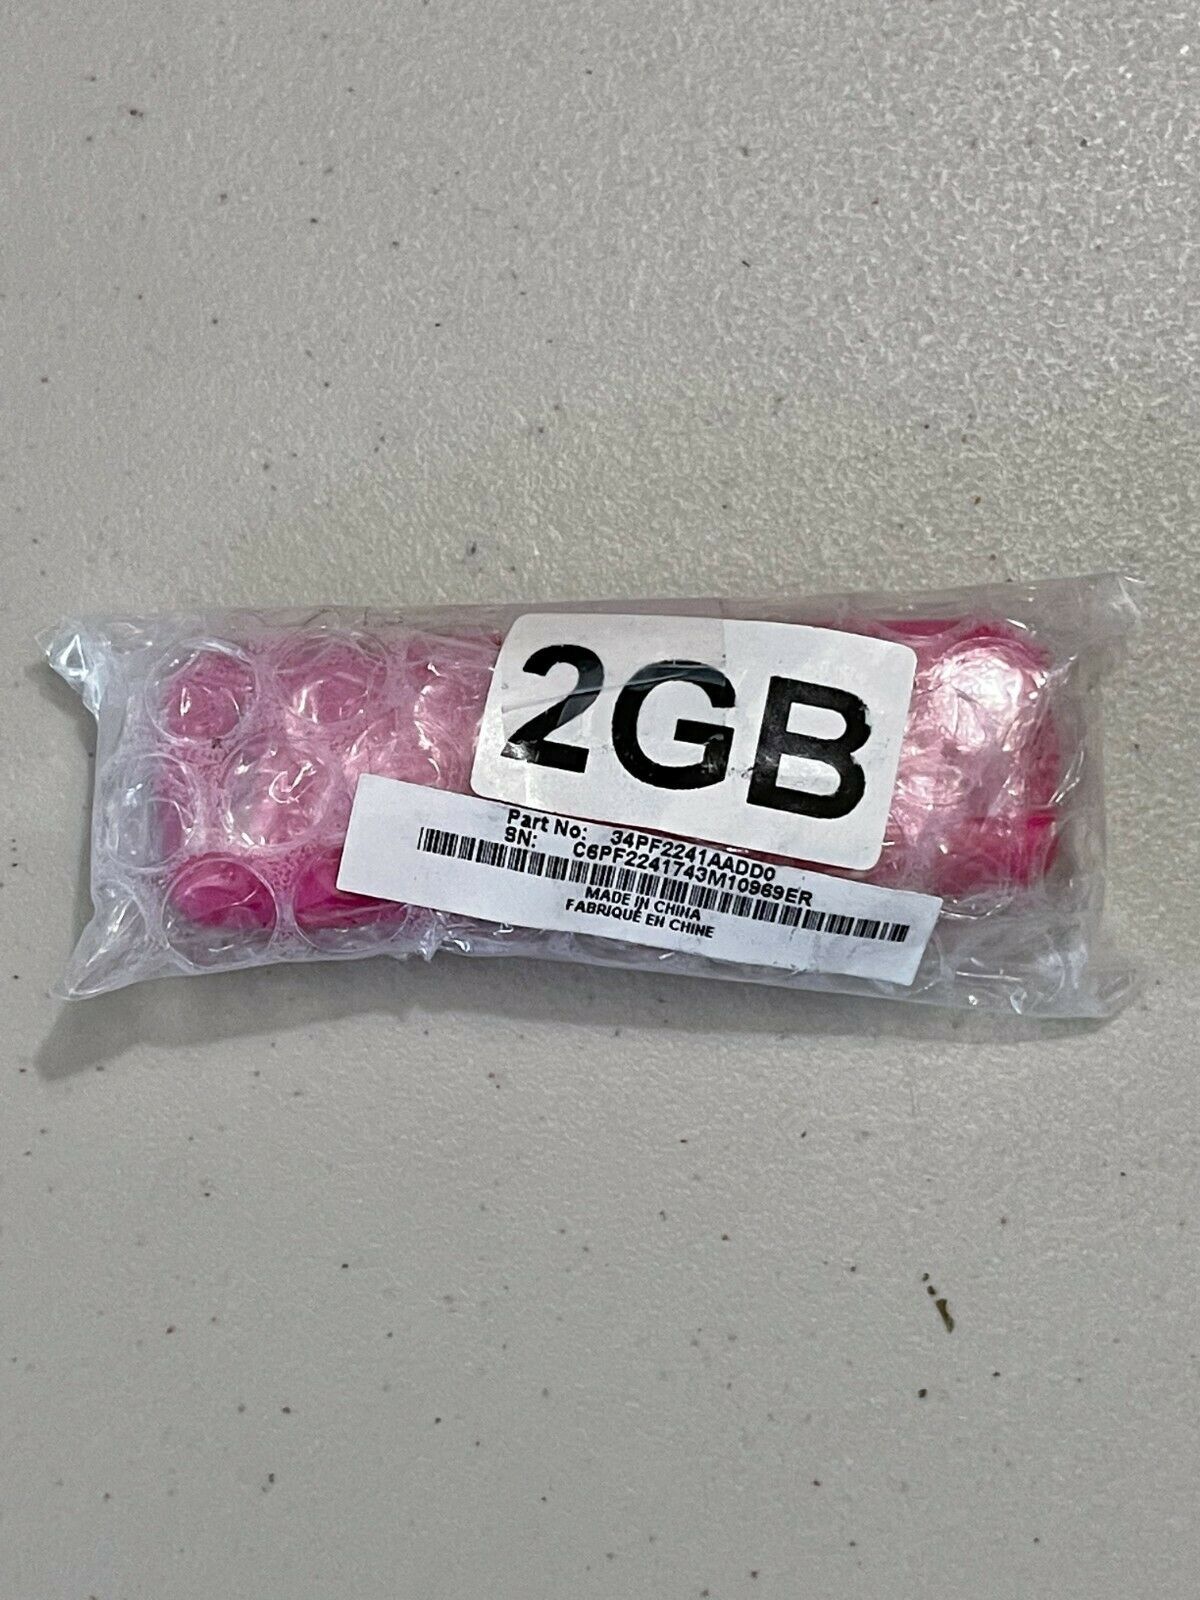 2GB
Part No: 34PF2241AADD0
SN: C6PF2241743M10969ER
MADE IN CHINA
FABRIQUÉ EN CHINE